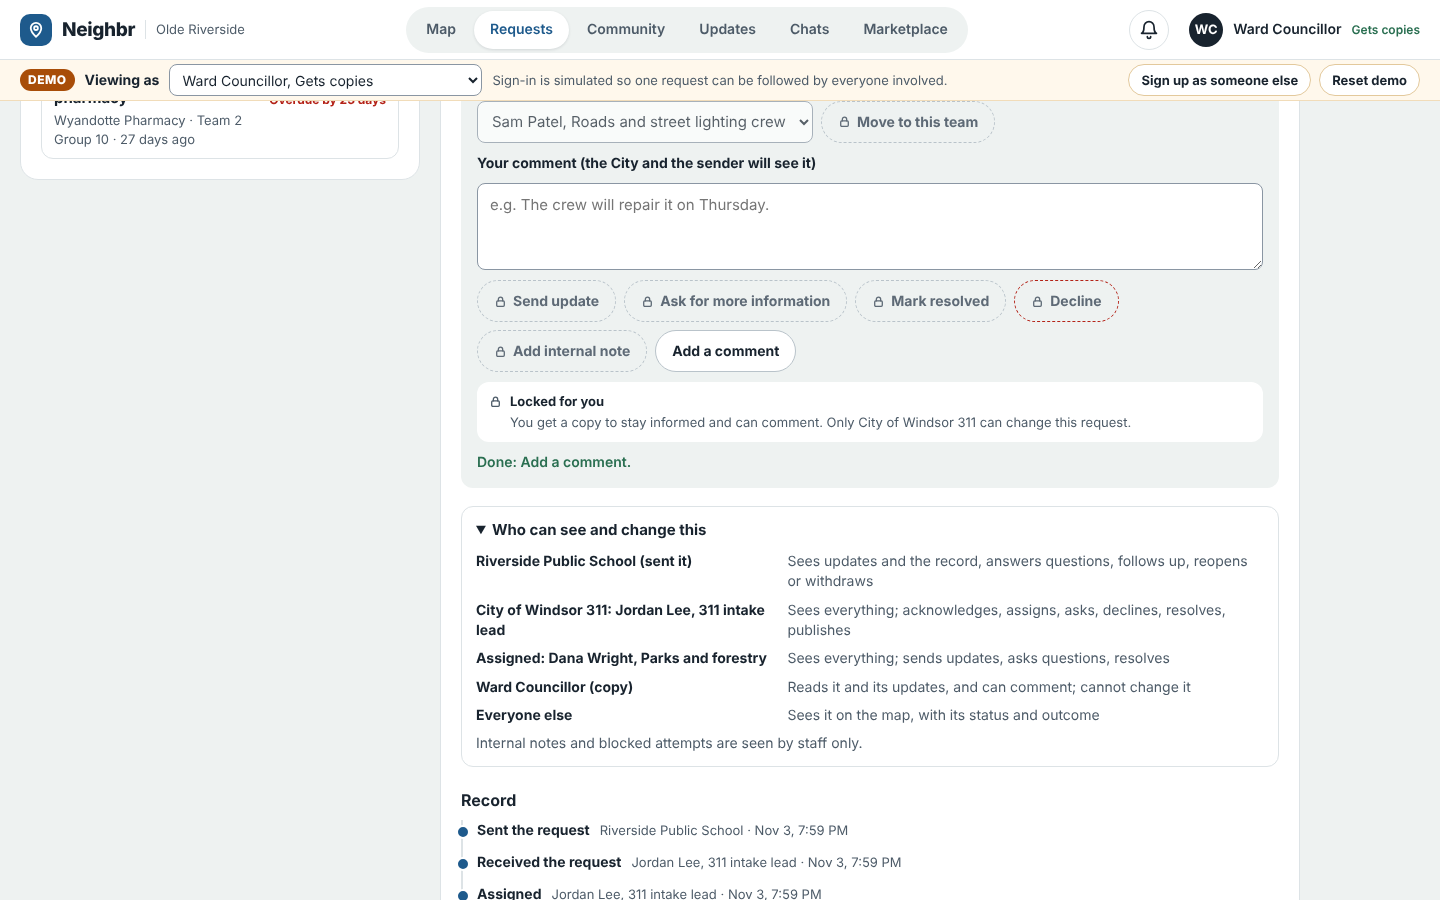 Neighbr
Olde Riverside
Map
Requests
Community
Updates
Chats
Marketplace
WC
Ward Councillor
Gets copies
DEMO
Viewing as
Ward Councillor, Gets copies
Sign-in is simulated so one request can be followed by everyone involved.
Sign up as someone else
Reset demo
pharmacy
Overdue by 25 days
Wyandotte Pharmacy · Team 2
Group 10 · 27 days ago
Sam Patel, Roads and street lighting crew
Move to this team
Your comment (the City and the sender will see it)
e.g. The crew will repair it on Thursday.
Send update
Ask for more information
Mark resolved
Decline
Add internal note
Add a comment
Locked for you
You get a copy to stay informed and can comment. Only City of Windsor 311 can change this request.
Done: Add a comment.
Who can see and change this
Riverside Public School (sent it)
Sees updates and the record, answers questions, follows up, reopens
or withdraws
City of Windsor 311: Jordan Lee, 311 intake
lead
Sees everything; acknowledges, assigns, asks, declines, resolves,
publishes
Assigned: Dana Wright, Parks and forestry
Sees everything; sends updates, asks questions, resolves
Ward Councillor (copy)
Reads it and its updates, and can comment; cannot change it
Everyone else
Sees it on the map, with its status and outcome
Internal notes and blocked attempts are seen by staff only.
Record
Sent the request Riverside Public School · Nov 3, 7:59 PM
Received the request Jordan Lee, 311 intake lead · Nov 3, 7:59 PM
Assigned Jordan Lee, 311 intake lead · Nov 3, 7:59 PM